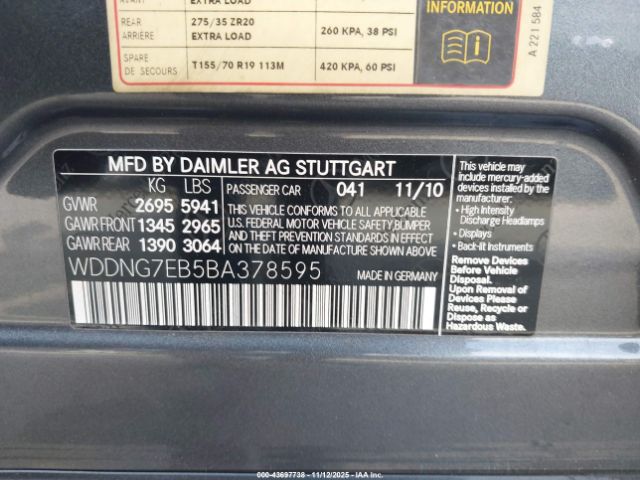 INFORMATION
REAR
ARRIÈRE
275/35 ZR20
EXTRA LOAD
260 KPA, 38 PSI
SPARE
DE SECOURS
T155/70 R19 113M
420 KPA, 60 PSI
A 221 584
MFD BY DAIMLER AG STUTTGART
KG LBS
GVWR 2695 5941
GAWR FRONT 1345 2965
GAWR REAR 1390 3064
PASSENGER CAR 041 11/10
THIS VEHICLE CONFORMS TO ALL APPLICABLE
U.S. FEDERAL MOTOR VEHICLE SAFETY,BUMPER
AND THEFT PREVENTION STANDARDS IN EFFECT
ON THE DATE OF MANUFACTURE SHOWN ABOVE.
MADE IN GERMANY
WDDNG7EB5BA378595
This vehicle may
include mercury-added
devices installed by the
manufacturer:
• High Intensity
Discharge Headlamps
• Displays
• Back-lit Instruments
Remove Devices
Before Vehicle
Disposal.
Upon Removal
of Devices Please
Reuse, Recycle or
Dispose as
Hazardous Waste.
© IAA - 43697738 - 11/12/2025 - IAAI.COM